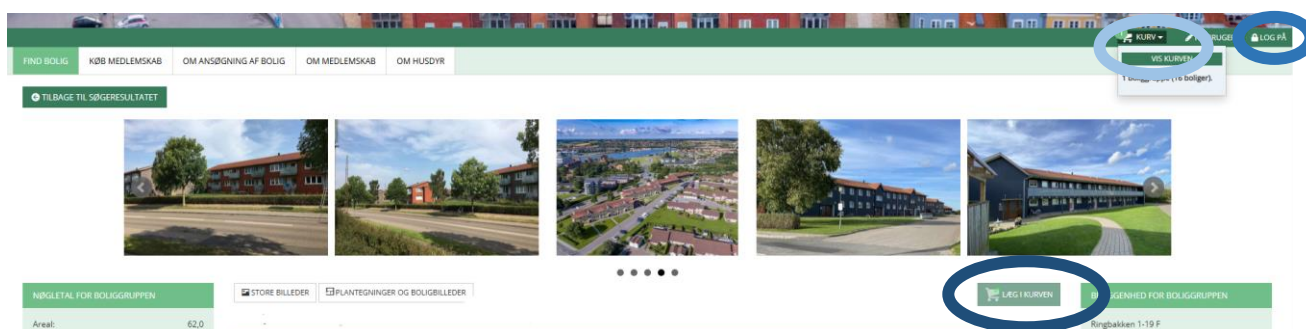 KURV
LOG PÅ
VIS KURVEN
FIND BOLIG
KØB MEDLEMSKAB
OM ANSØGNING AF BOLIG
OM MEDLEMSKAB
OM HUSDYR
(16 boliger).
TILBAGE TIL SØGERESULTATET
NØGLETAL FOR BOLIGGRUPPEN
STORE BILLEDER
PLANTEGNINGER OG BOLIGBILLEDER
LÆG I KURVEN
FOR BOLIGGRUPPEN
Areal: 62,0
Ringbakken 1-19 F